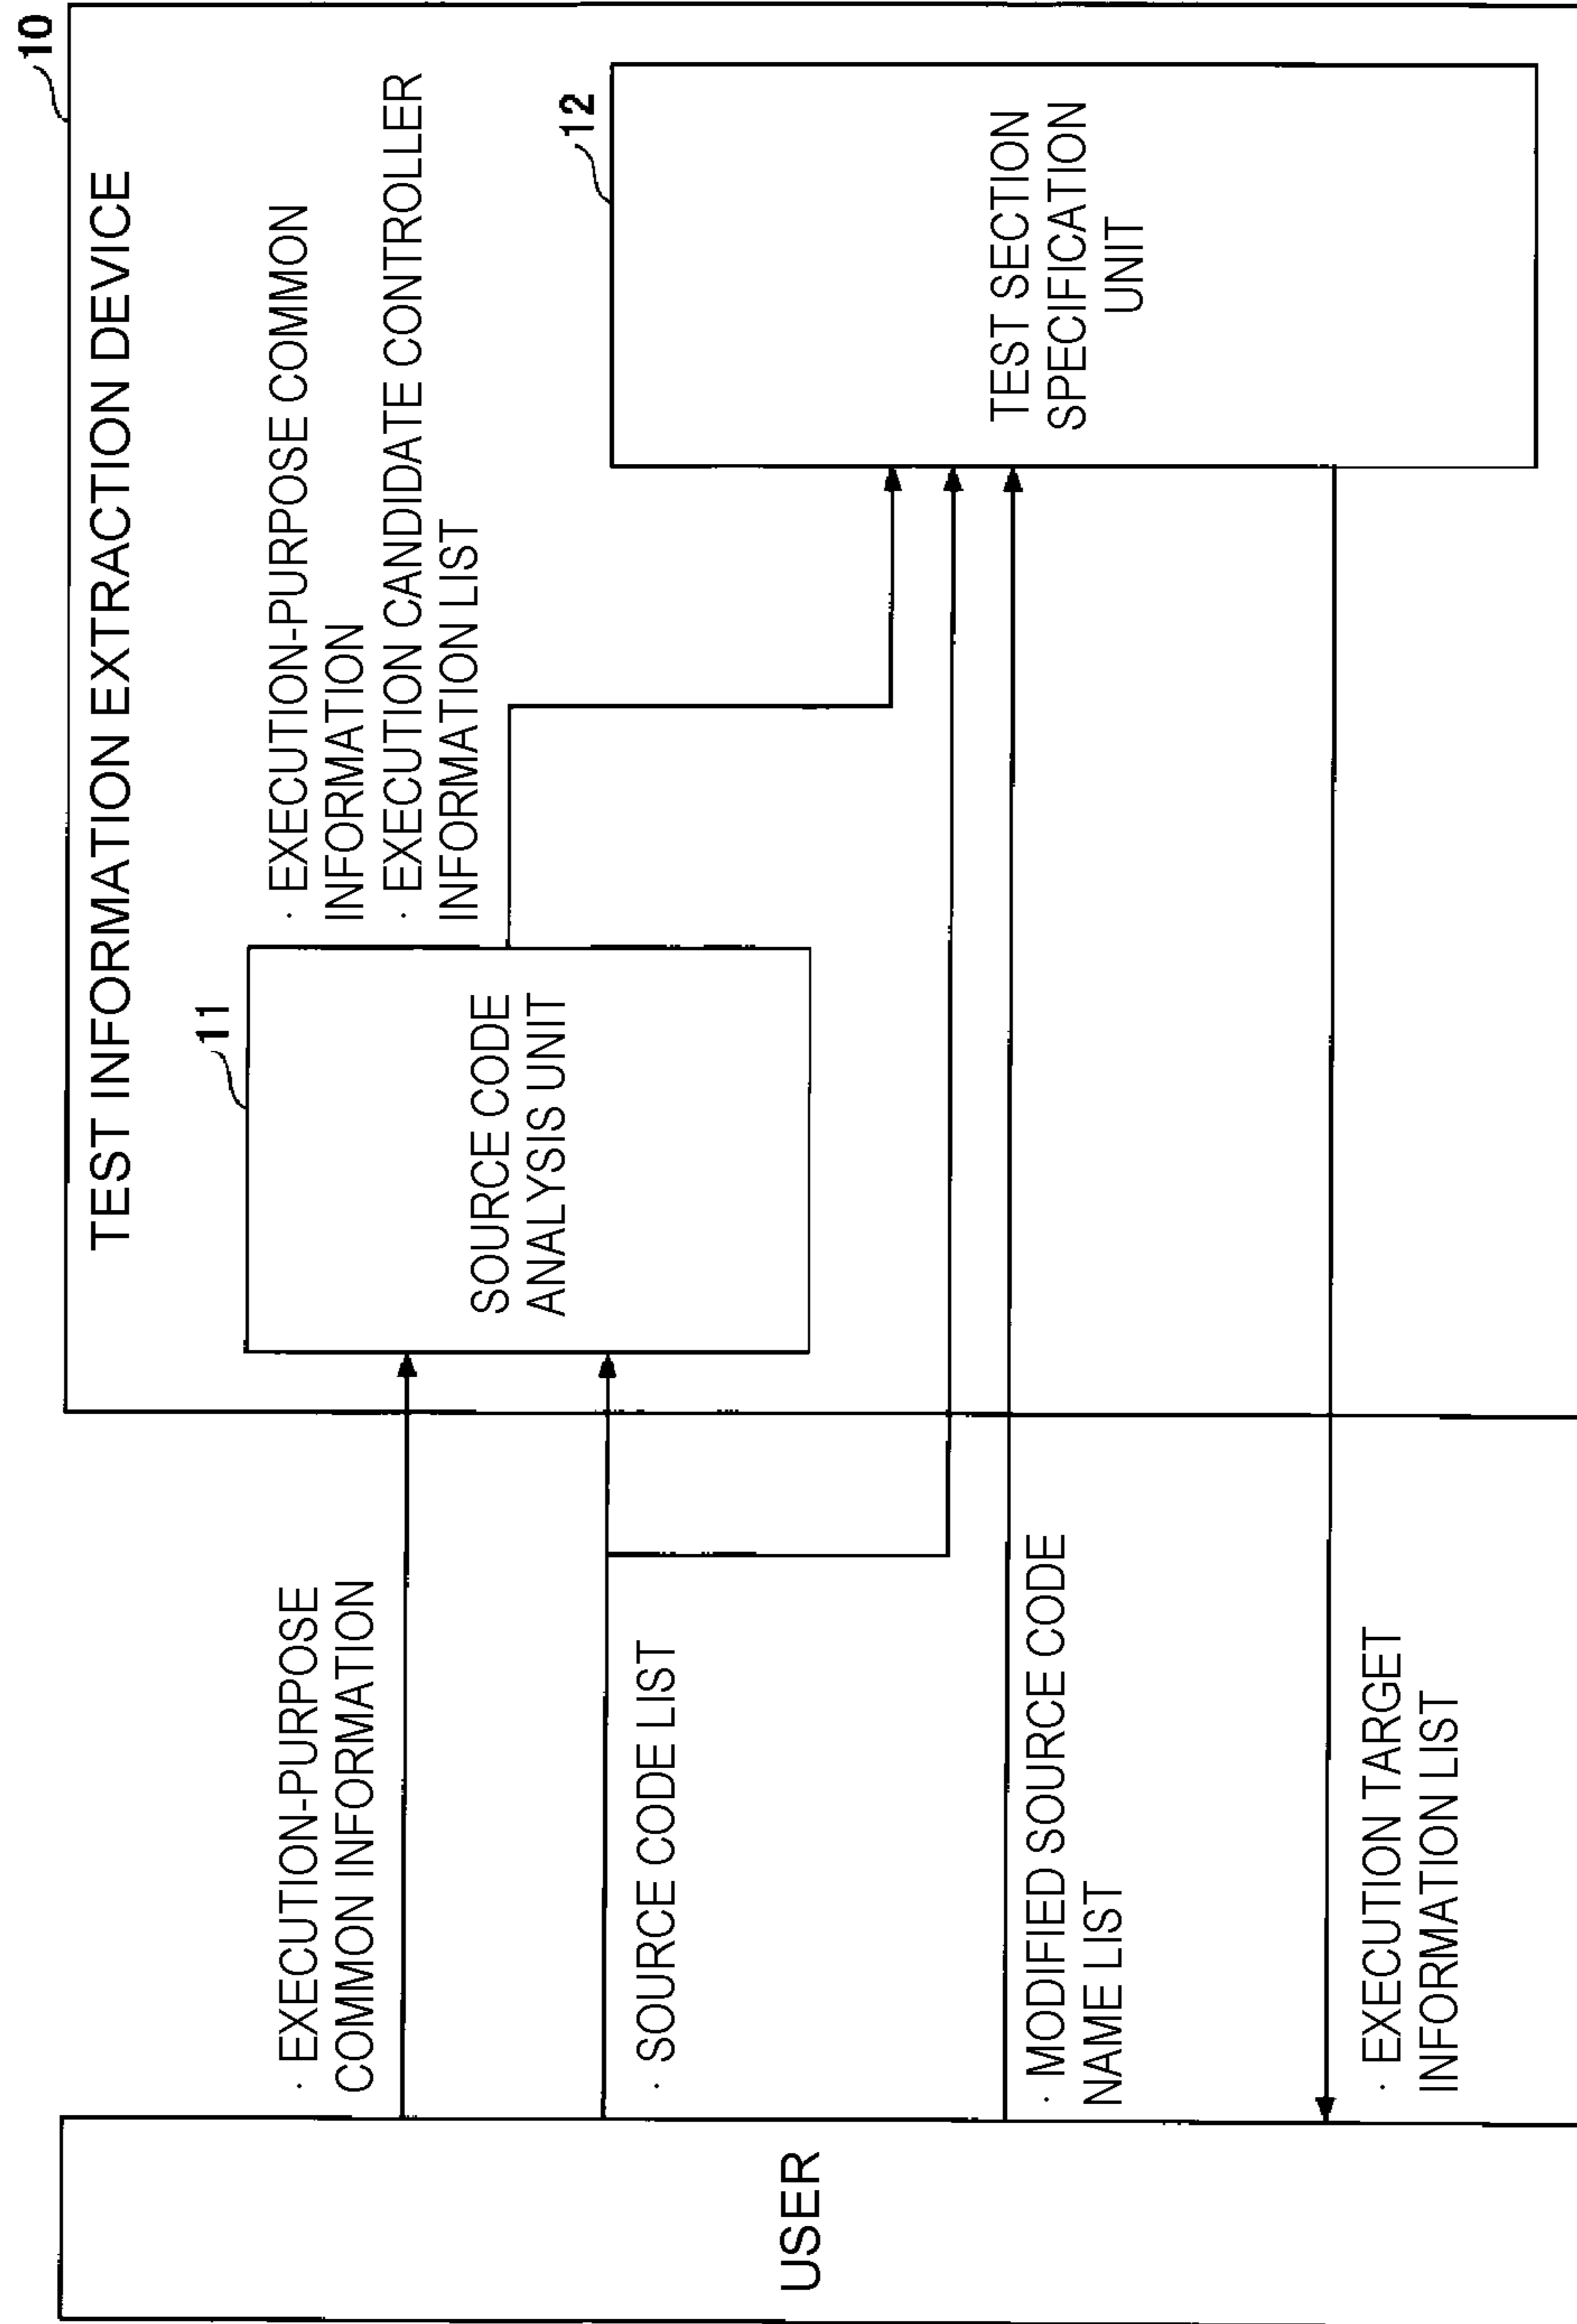 10
TEST INFORMATION EXTRACTION DEVICE
· EXECUTION-PURPOSE COMMON
INFORMATION
· EXECUTION CANDIDATE CONTROLLER
INFORMATION LIST
11
SOURCE CODE
ANALYSIS UNIT
12
TEST SECTION
SPECIFICATION
UNIT
· EXECUTION-PURPOSE
COMMON INFORMATION
· SOURCE CODE LIST
· MODIFIED SOURCE CODE
NAME LIST
· EXECUTION TARGET
INFORMATION LIST
USER